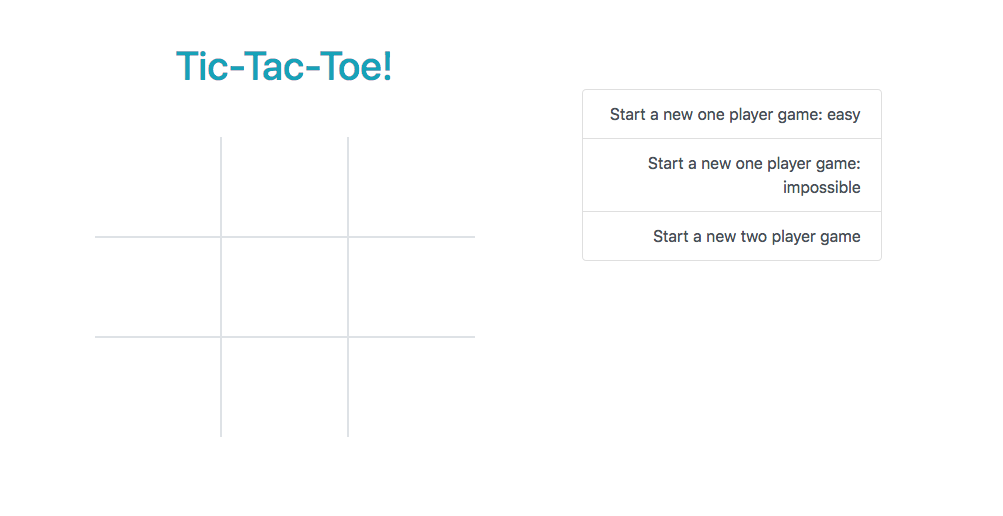 Tic-Tac-Toe!
Start a new one player game: easy
Start a new one player game:
impossible
Start a new two player game